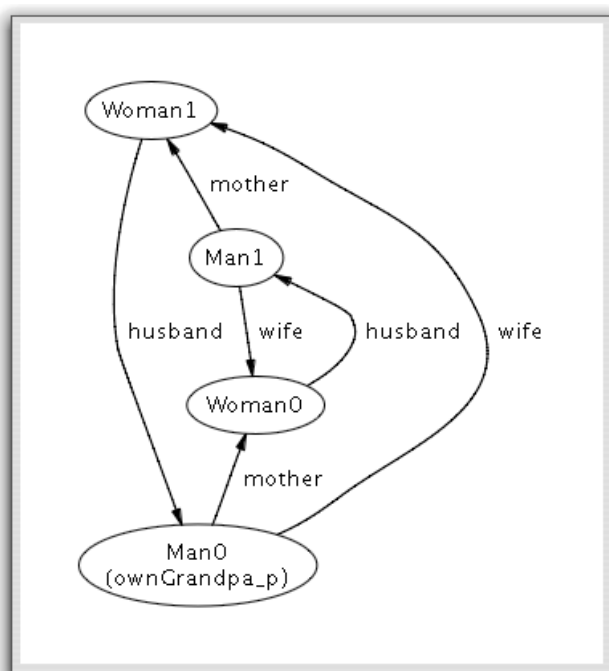 Woman1
mother
Man1
husband
wife
husband
wife
Woman0
mother
Man0
(ownGrandpa_p)